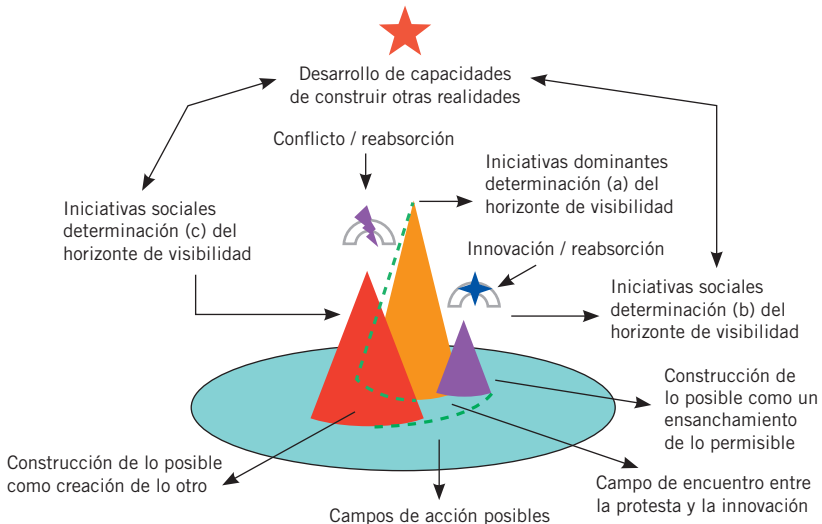 Desarrollo de capacidades
de construir otras realidades
Conflicto / reabsorción
Iniciativas dominantes
determinación (a) del
horizonte de visibilidad
Iniciativas sociales
determinación (c) del
horizonte de visibilidad
Innovación / reabsorción
Iniciativas sociales
determinación (b) del
horizonte de visibilidad
Construcción de
lo posible como un
ensanchamiento
de lo permisible
Construcción de lo posible
como creación de lo otro
Campo de encuentro entre
la protesta y la innovación
Campos de acción posibles